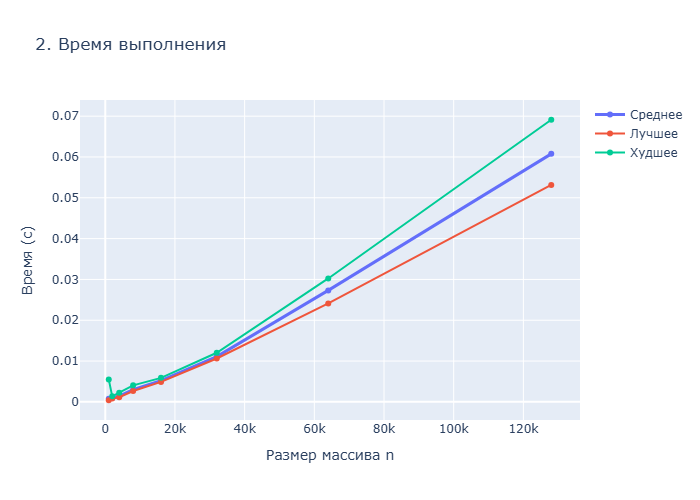 2. Время выполнения
Среднее
Лучшее
Худшее
Время (с)
0.07
0.06
0.05
0.04
0.03
0.02
0.01
0
0 20k 40k 60k 80k 100k 120k
Размер массива n